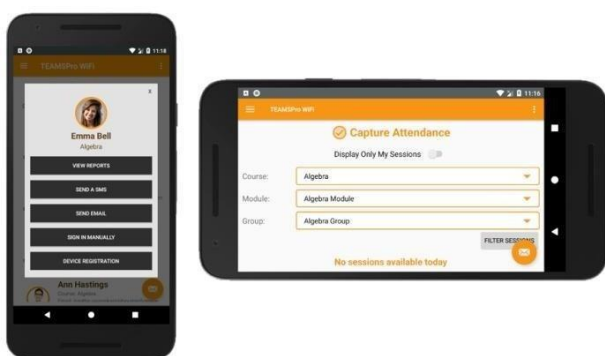 11:18
TEAMSPro WiFi
x
Emma Bell
Algebra
VIEW REPORTS
SEND A SMS
SEND EMAIL
SIGN IN MANUALLY
DEVICE REGISTRATION
Ann Hastings
Course: Algebra
11:16
TEAMSPro WiFi
Capture Attendance
Display Only My Sessions
Course: Algebra
Module: Algebra Module
Group: Algebra Group
FILTER SESSIONS
No sessions available today